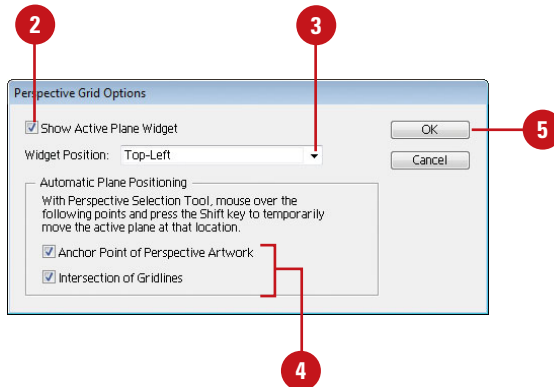 2
3
Perspective Grid Options
Show Active Plane Widget
OK
5
Widget Position: Top-Left
Cancel
Automatic Plane Positioning
With Perspective Selection Tool, mouse over the
following points and press the Shift key to temporarily
move the active plane at that location.
Anchor Point of Perspective Artwork
Intersection of Gridlines
4